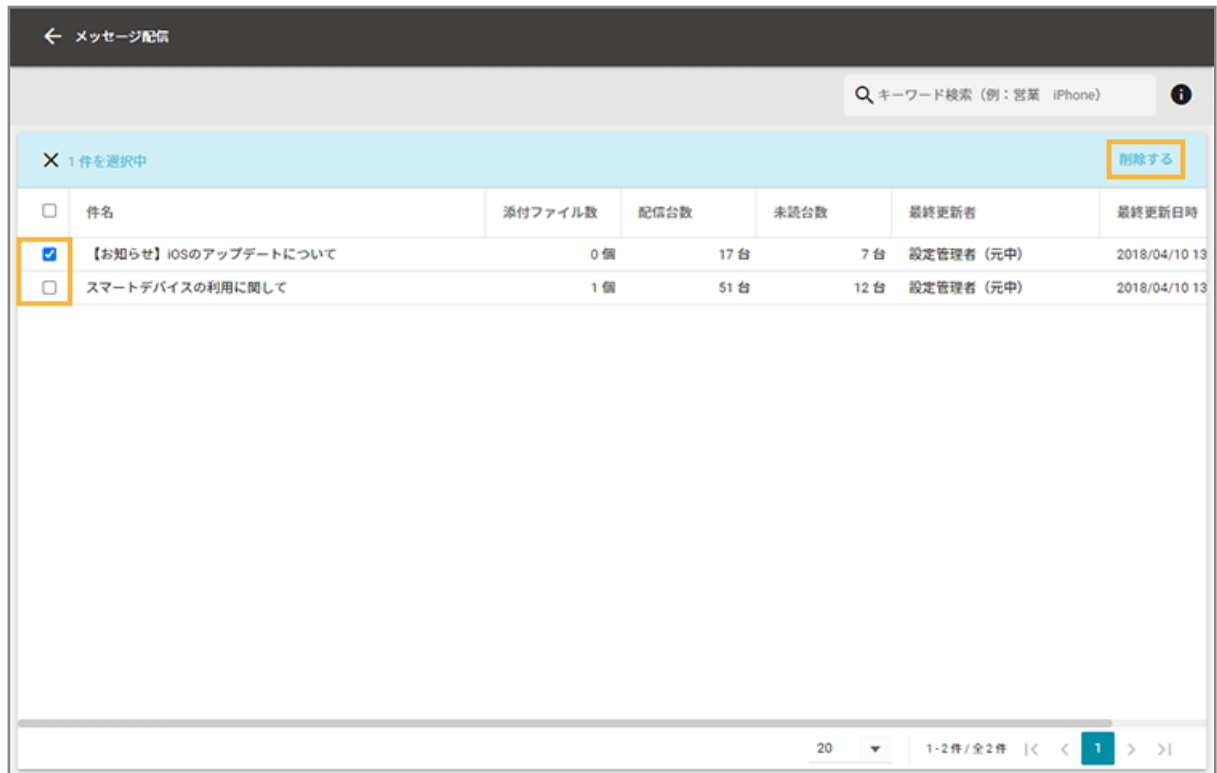 メッセージ配信
キーワード検索（例：営業　iPhone）
1 件を選択中
削除する
件名 添付ファイル数 配信台数 未読台数 最終更新者 最終更新日時
【お知らせ】iOSのアップデートについて 0 個 17 台 7 台 設定管理者（元中） 2018/04/10 13
スマートデバイスの利用に関して 1 個 51 台 12 台 設定管理者（元中） 2018/04/10 13
20 1-2 件 / 全 2 件 1